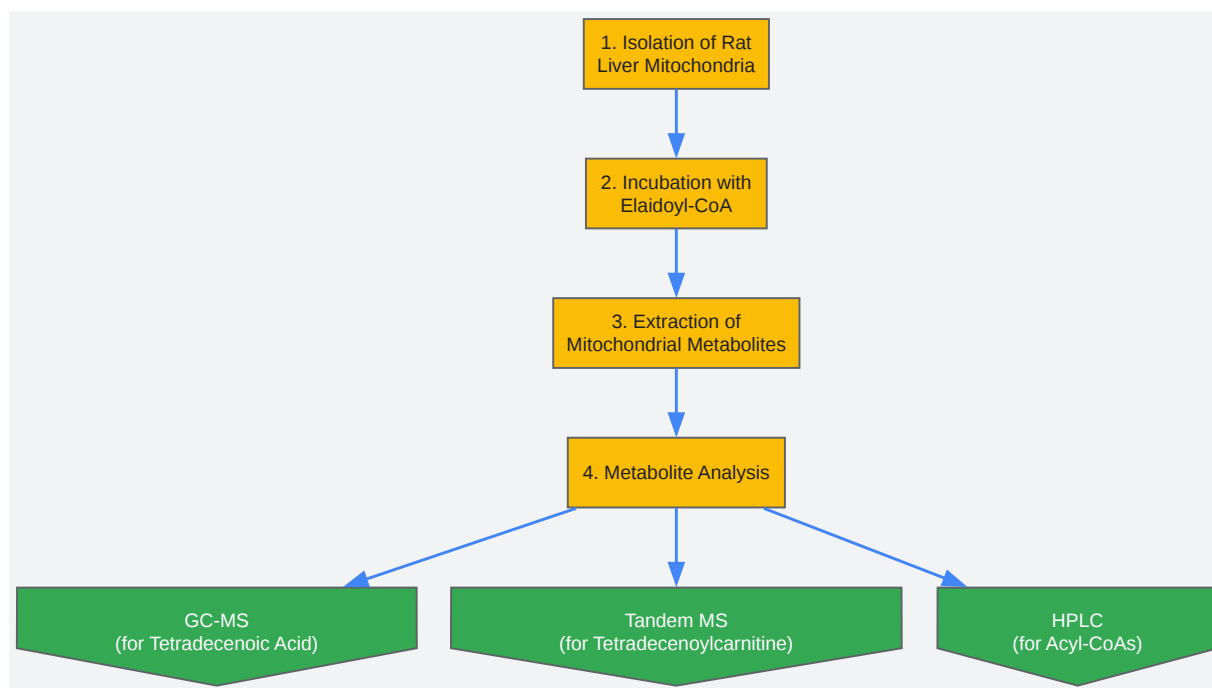 1. Isolation of Rat
Liver Mitochondria
2. Incubation with
Elaidoyl-CoA
3. Extraction of
Mitochondrial Metabolites
4. Metabolite Analysis
GC-MS
(for Tetradecenoic Acid)
Tandem MS
(for Tetradecenoylcarnitine)
HPLC
(for Acyl-CoAs)